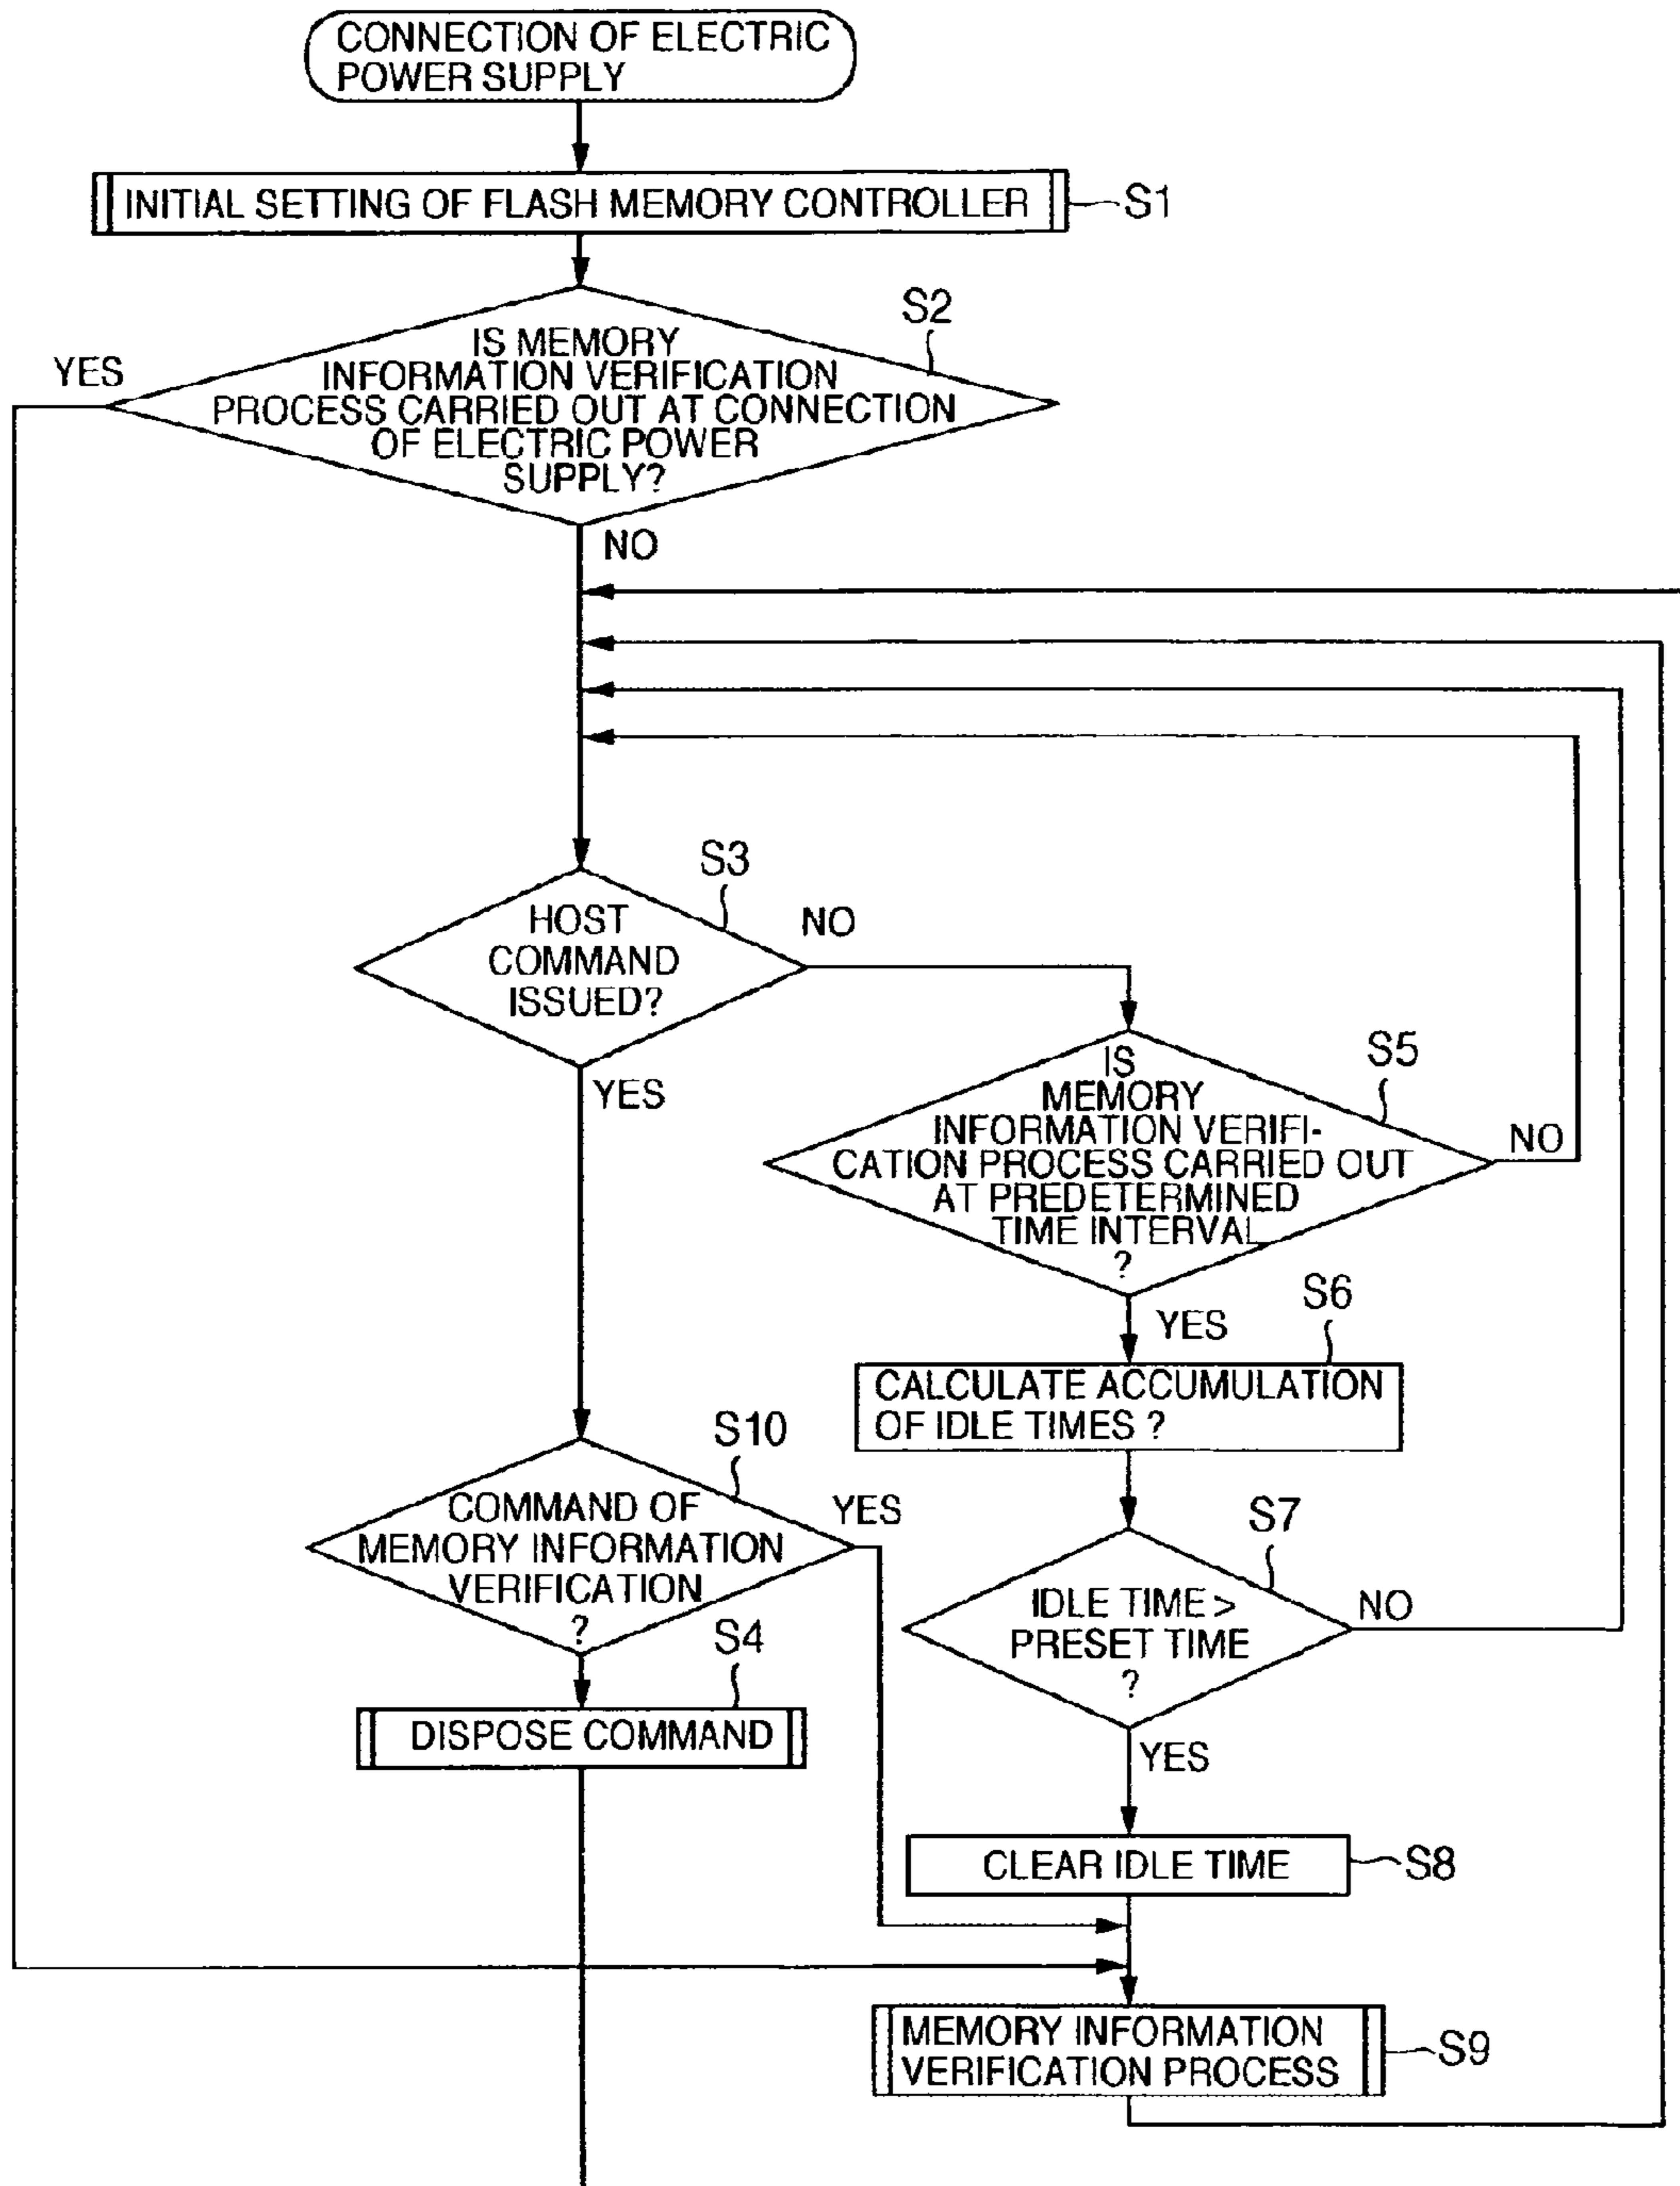 CONNECTION OF ELECTRIC
POWER SUPPLY
INITIAL SETTING OF FLASH MEMORY CONTROLLER
S1
S2
YES
IS MEMORY
INFORMATION VERIFICATION
PROCESS CARRIED OUT AT CONNECTION
OF ELECTRIC POWER
SUPPLY?
NO
S3
HOST
COMMAND
ISSUED?
NO
YES
S5
IS
MEMORY
INFORMATION VERIFI-
CATION PROCESS CARRIED OUT
AT PREDETERMINED
TIME INTERVAL
?
NO
YES
S6
CALCULATE ACCUMULATION
OF IDLE TIMES ?
S10
COMMAND OF
MEMORY INFORMATION
VERIFICATION
?
YES
S7
IDLE TIME >
PRESET TIME
?
NO
YES
S4
DISPOSE COMMAND
CLEAR IDLE TIME
S8
MEMORY INFORMATION
VERIFICATION PROCESS
S9